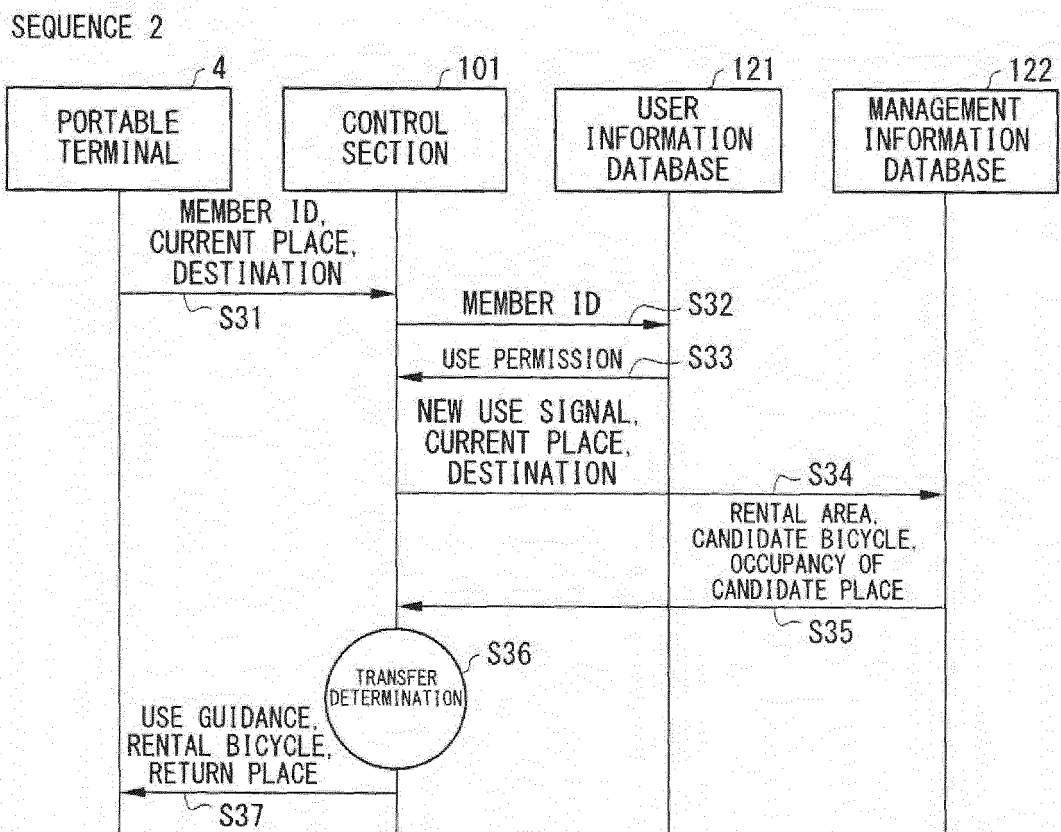 SEQUENCE 2
4
101
121
122
PORTABLE
TERMINAL
CONTROL
SECTION
USER
INFORMATION
DATABASE
MANAGEMENT
INFORMATION
DATABASE
MEMBER ID,
CURRENT PLACE,
DESTINATION
S31
MEMBER ID
S32
USE PERMISSION
S33
NEW USE SIGNAL,
CURRENT PLACE,
DESTINATION
S34
RENTAL AREA,
CANDIDATE BICYCLE,
OCCUPANCY OF
CANDIDATE PLACE
S35
TRANSFER
DETERMINATION
S36
USE GUIDANCE,
RENTAL BICYCLE,
RETURN PLACE
S37